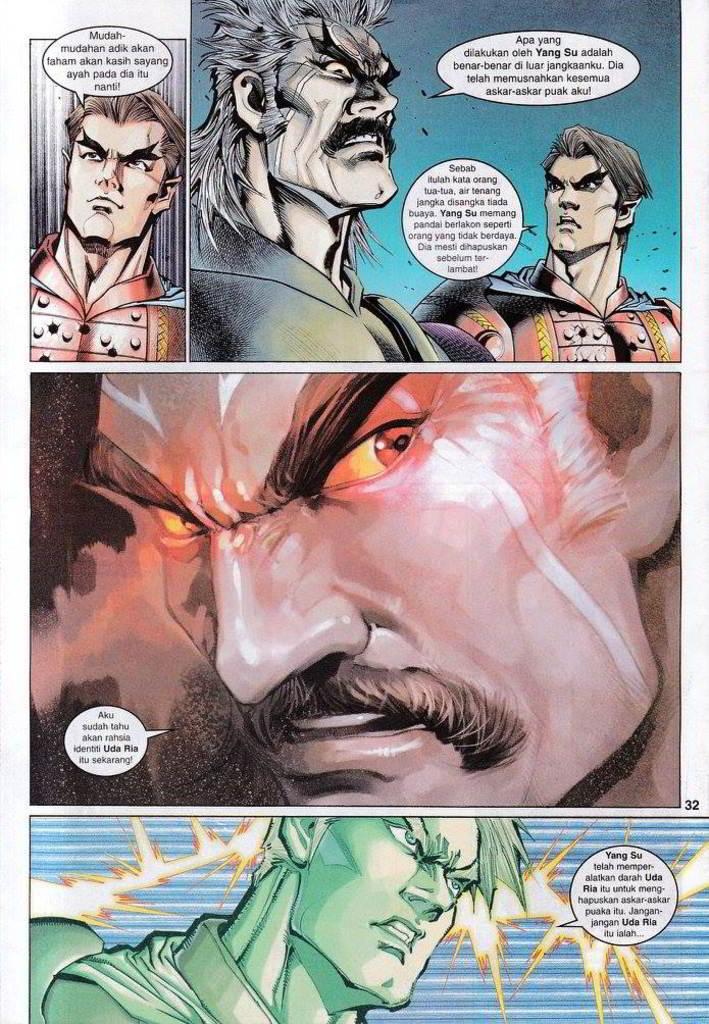 Mudah-
mudahan adik akan
faham akan kasih sayang
ayah pada dia itu
nanti!
Apa yang
dilakukan oleh Yang Su adalah
benar-benar di luar jangkaanku. Dia
telah memusnahkan kesemua
askar-askar puak aku!
Sebab
itulah kata orang
tua-tua, air tenang
jangka disangka tiada
buaya. Yang Su memang
pandai berlakon seperti
orang yang tidak berdaya.
Dia mesti dihapuskan
sebelum ter-
lambat!
Aku
sudah tahu
akan rahsia
identiti Uda Ria
itu sekarang!
32
Yang Su
telah memper-
alatkan darah Uda
Ria itu untuk meng-
hapuskan askar-askar
puaka itu. Jangan-
jangan Uda Ria
itu ialah...